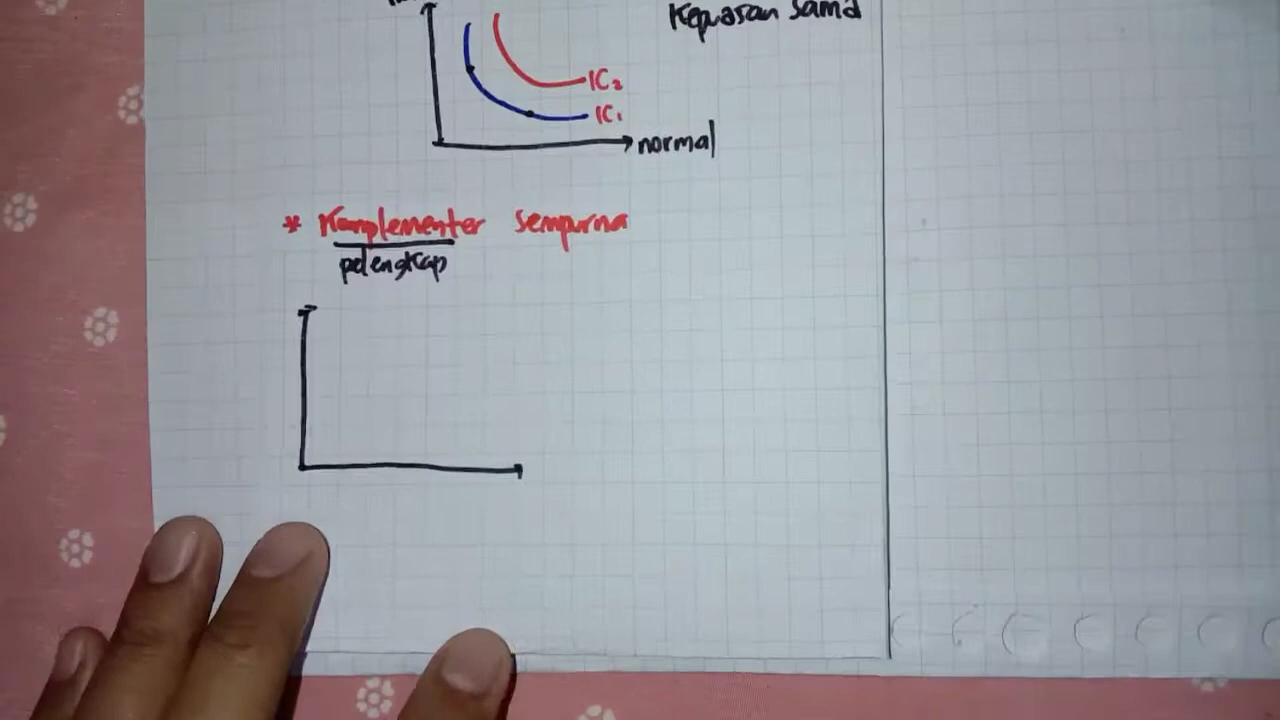 Kepuasan sama
IC₂
IC₁
normal
* Komplementer sempurna
pelengkap